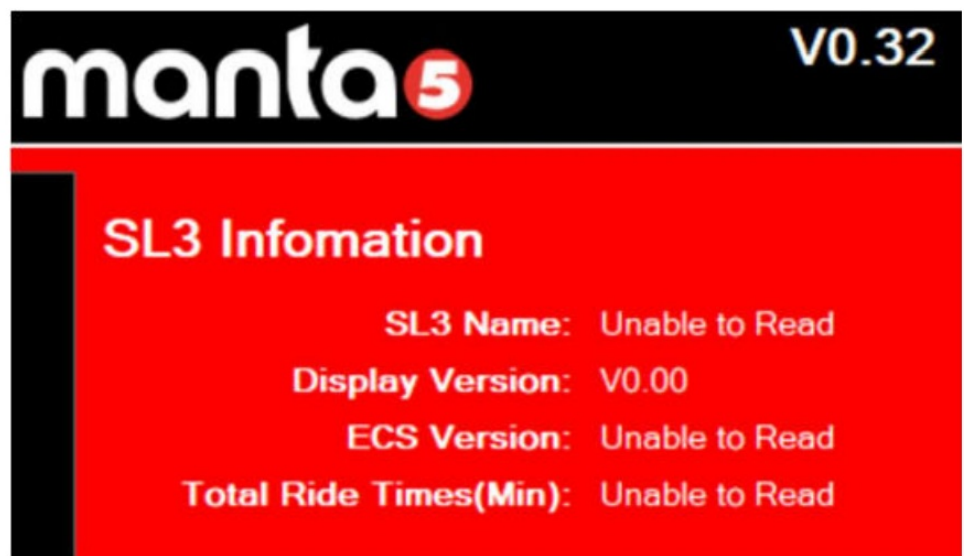 manta5
V0.32
SL3 Infomation
SL3 Name: Unable to Read
Display Version: V0.00
ECS Version: Unable to Read
Total Ride Times(Min): Unable to Read